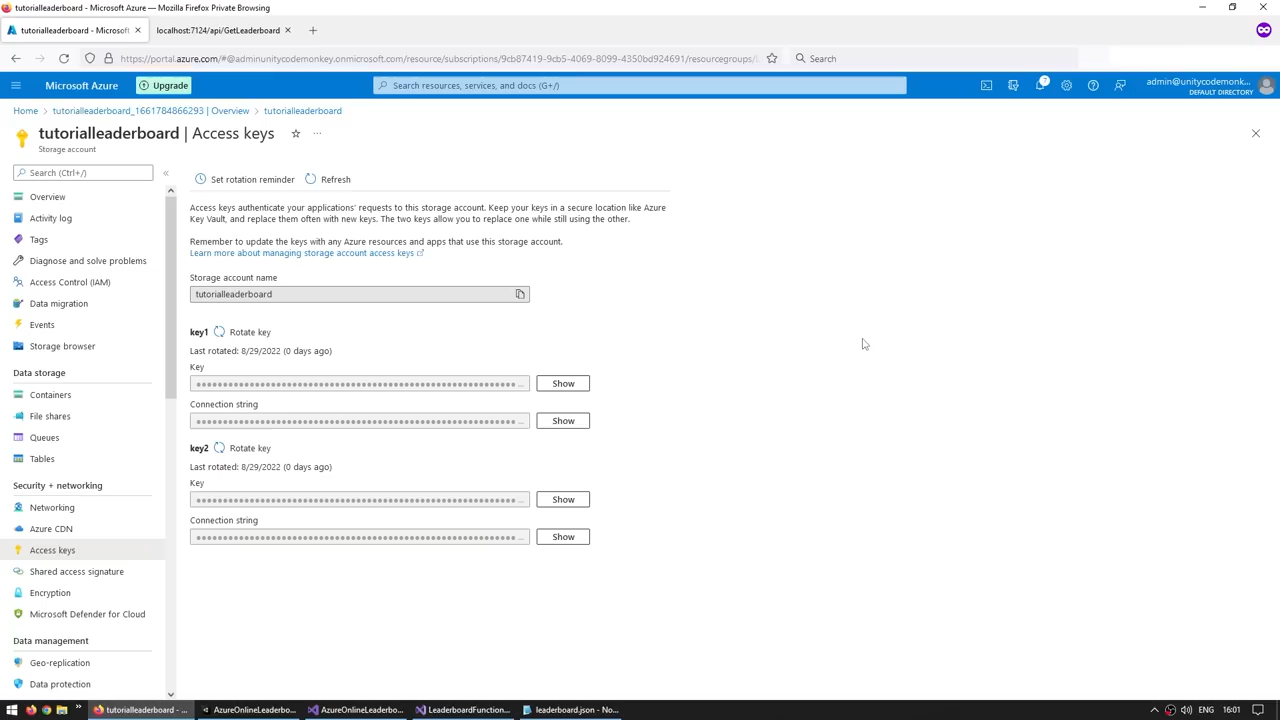 tutorialleaderboard - Microsoft Azure — Mozilla Firefox Private Browsing
tutorialleaderboard - Microsoft
localhost:7124/api/GetLeaderboard
https://portal.azure.com/#@adminunitycodemonkey.onmicrosoft.com/resource/subscriptions/9cb87419-9cb5-4069-8099-4350bd924691/resourcegroups/
Search
Microsoft Azure
Upgrade
Search resources, services, and docs (G+/)
7
admin@unitycodemonk...
DEFAULT DIRECTORY
Home > tutorialleaderboard_1661784866293 | Overview > tutorialleaderboard
tutorialleaderboard | Access keys
...
Storage account
Search (Ctrl+/)
«
Overview
Activity log
Tags
Diagnose and solve problems
Access Control (IAM)
Data migration
Events
Storage browser
Data storage
Containers
File shares
Queues
Tables
Security + networking
Networking
Azure CDN
Access keys
Shared access signature
Encryption
Microsoft Defender for Cloud
Data management
Geo-replication
Data protection
Set rotation reminder
Refresh
Access keys authenticate your applications' requests to this storage account. Keep your keys in a secure location like Azure
Key Vault, and replace them often with new keys. The two keys allow you to replace one while still using the other.
Remember to update the keys with any Azure resources and apps that use this storage account.
Learn more about managing storage account access keys
Storage account name
tutorialleaderboard
key1 Rotate key
Last rotated: 8/29/2022 (0 days ago)
Key
Show
Connection string
Show
key2 Rotate key
Last rotated: 8/29/2022 (0 days ago)
Key
Show
Connection string
Show
tutorialleaderboard - ...
AzureOnlineLeaderbo...
AzureOnlineLeaderbo...
LeaderboardFunction...
leaderboard.json - No...
ENG
16:01